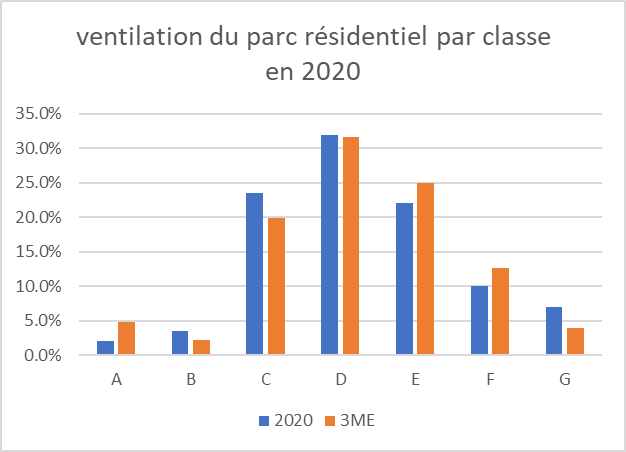 ventilation du parc résidentiel par classe
en 2020
35.0%
30.0%
25.0%
20.0%
15.0%
10.0%
5.0%
0.0%
A B C D E F G
2020 3ME